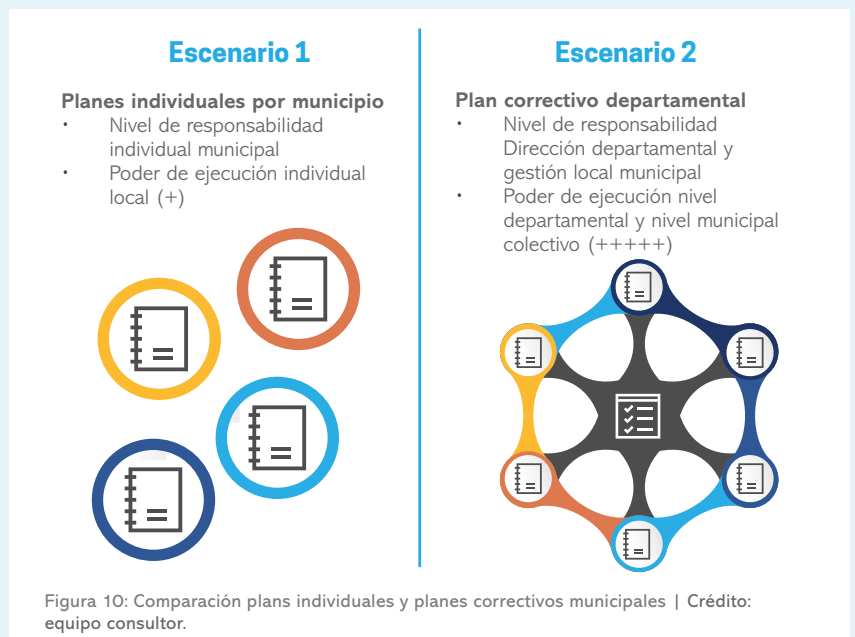 Escenario 1
Planes individuales por municipio
• Nivel de responsabilidad
individual municipal
• Poder de ejecución individual
local (+)
Escenario 2
Plan correctivo departamental
• Nivel de responsabilidad
Dirección departamental y
gestión local municipal
• Poder de ejecución nivel
departamental y nivel municipal
colectivo (+++++)
Figura 10: Comparación plans individuales y planes correctivos municipales | Crédito:
equipo consultor.